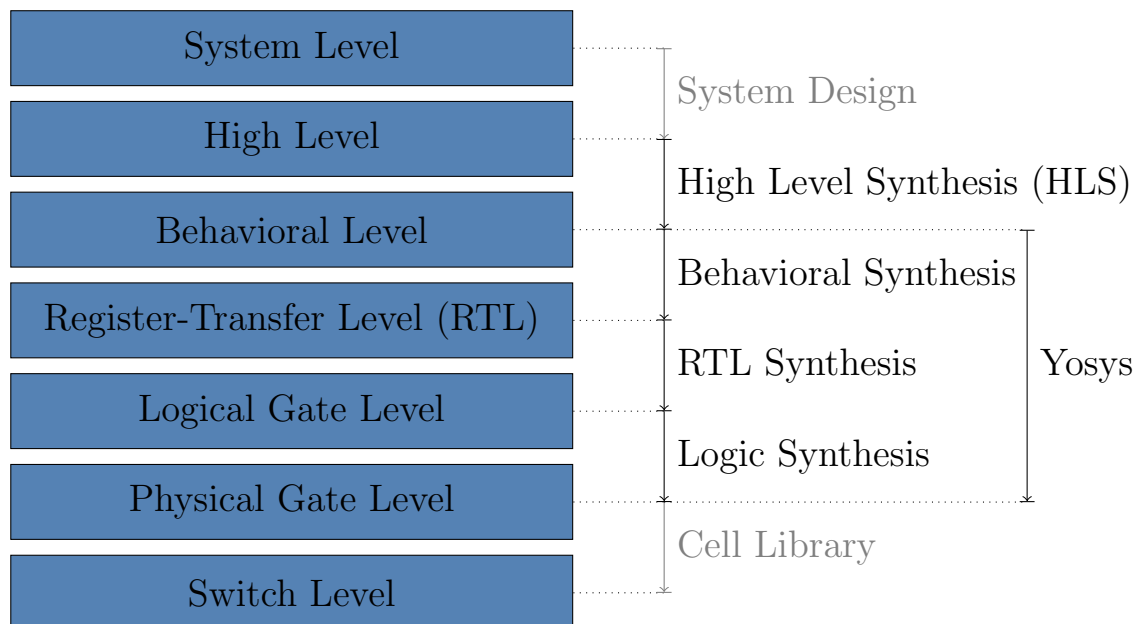 System Level
System Design
High Level
High Level Synthesis (HLS)
Behavioral Level
Behavioral Synthesis
Register-Transfer Level (RTL)
RTL Synthesis
Yosys
Logical Gate Level
Logic Synthesis
Physical Gate Level
Cell Library
Switch Level